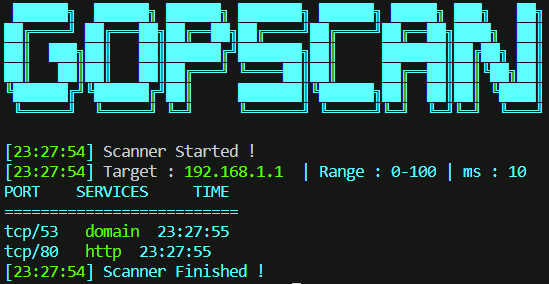 GOPSCAN
[23:27:54] Scanner Started !
[23:27:54] Target : 192.168.1.1 | Range : 0-100 | ms : 10
PORT SERVICES TIME
==========================
tcp/53 domain 23:27:55
tcp/80 http 23:27:55
[23:27:54] Scanner Finished !